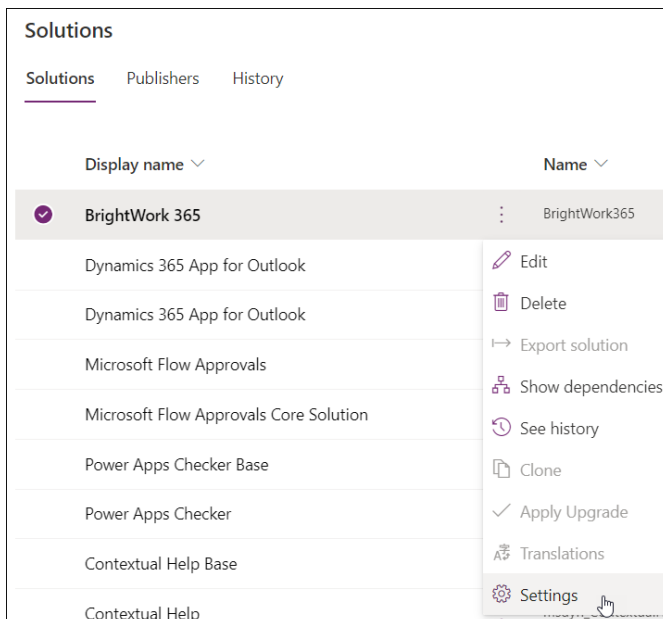 Solutions
Solutions Publishers History
Display name Name
BrightWork 365 BrightWork365
Dynamics 365 App for Outlook
Edit
Dynamics 365 App for Outlook
Delete
Microsoft Flow Approvals
Export solution
Show dependencies
Microsoft Flow Approvals Core Solution
See history
Power Apps Checker Base
Clone
Power Apps Checker
Apply Upgrade
Contextual Help Base
Translations
Settings
Contextual Help